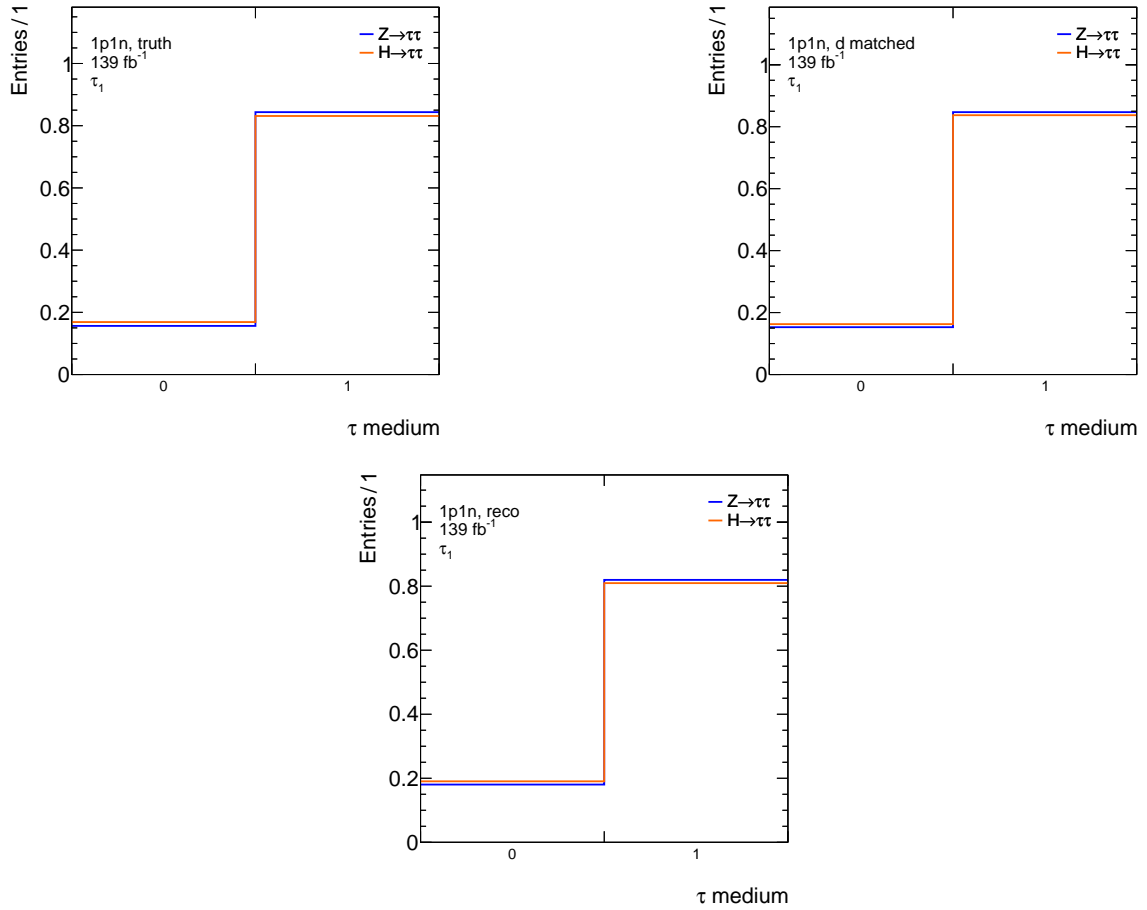 Entries / 1
1p1n, truth
139 fb⁻¹
τ₁
Z→ττ
H→ττ
1
0.8
0.6
0.4
0.2
0
0
1
τ medium
Entries / 1
1p1n, d matched
139 fb⁻¹
τ₁
Z→ττ
H→ττ
1
0.8
0.6
0.4
0.2
0
0
1
τ medium
Entries / 1
1p1n, reco
139 fb⁻¹
τ₁
Z→ττ
H→ττ
1
0.8
0.6
0.4
0.2
0
0
1
τ medium